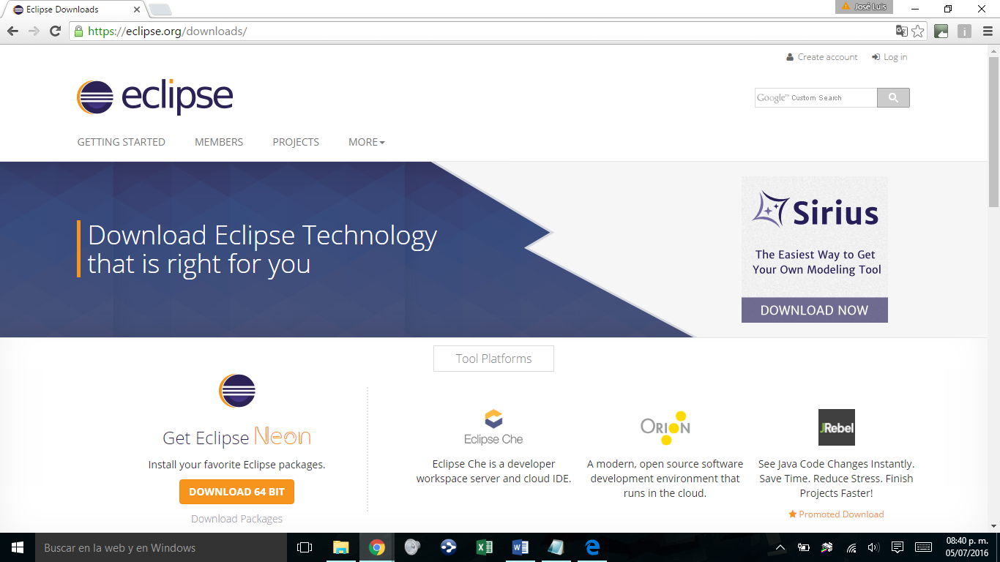 Eclipse Downloads
José Luis
https://eclipse.org/downloads/
Create account
Log in
eclipse
Google™ Custom Search
GETTING STARTED
MEMBERS
PROJECTS
MORE
Download Eclipse Technology
that is right for you
Sirius
The Easiest Way to Get
Your Own Modeling Tool
DOWNLOAD NOW
Tool Platforms
Get Eclipse Neon
Install your favorite Eclipse packages.
DOWNLOAD 64 BIT
Download Packages
Eclipse Che
Eclipse Che is a developer
workspace server and cloud IDE.
ORION
A modern, open source software
development environment that
runs in the cloud.
JRebel
See Java Code Changes Instantly.
Save Time. Reduce Stress. Finish
Projects Faster!
Promoted Download
Buscar en la web y en Windows
08:40 p. m.
05/07/2016